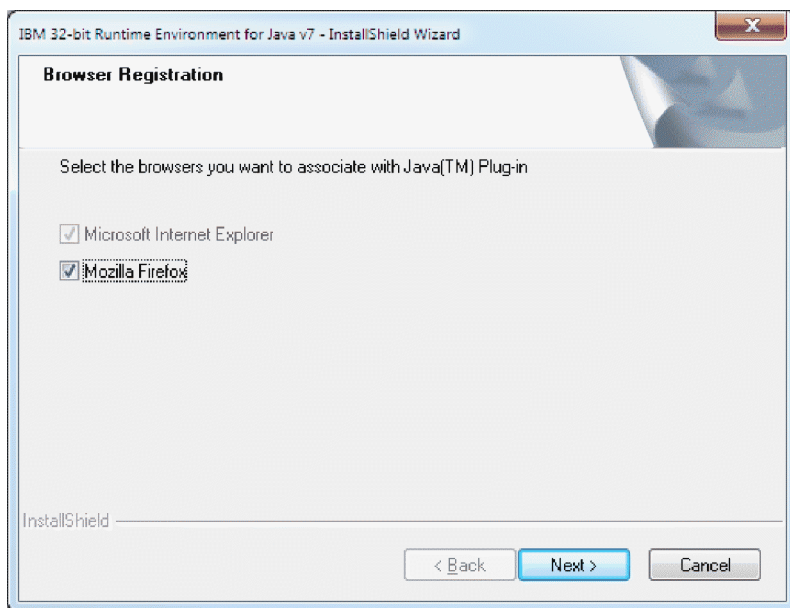 IBM 32-bit Runtime Environment for Java v7 - InstallShield Wizard
Browser Registration
Select the browsers you want to associate with Java(TM) Plug-in
Microsoft Internet Explorer
Mozilla Firefox
InstallShield
< Back
Next >
Cancel